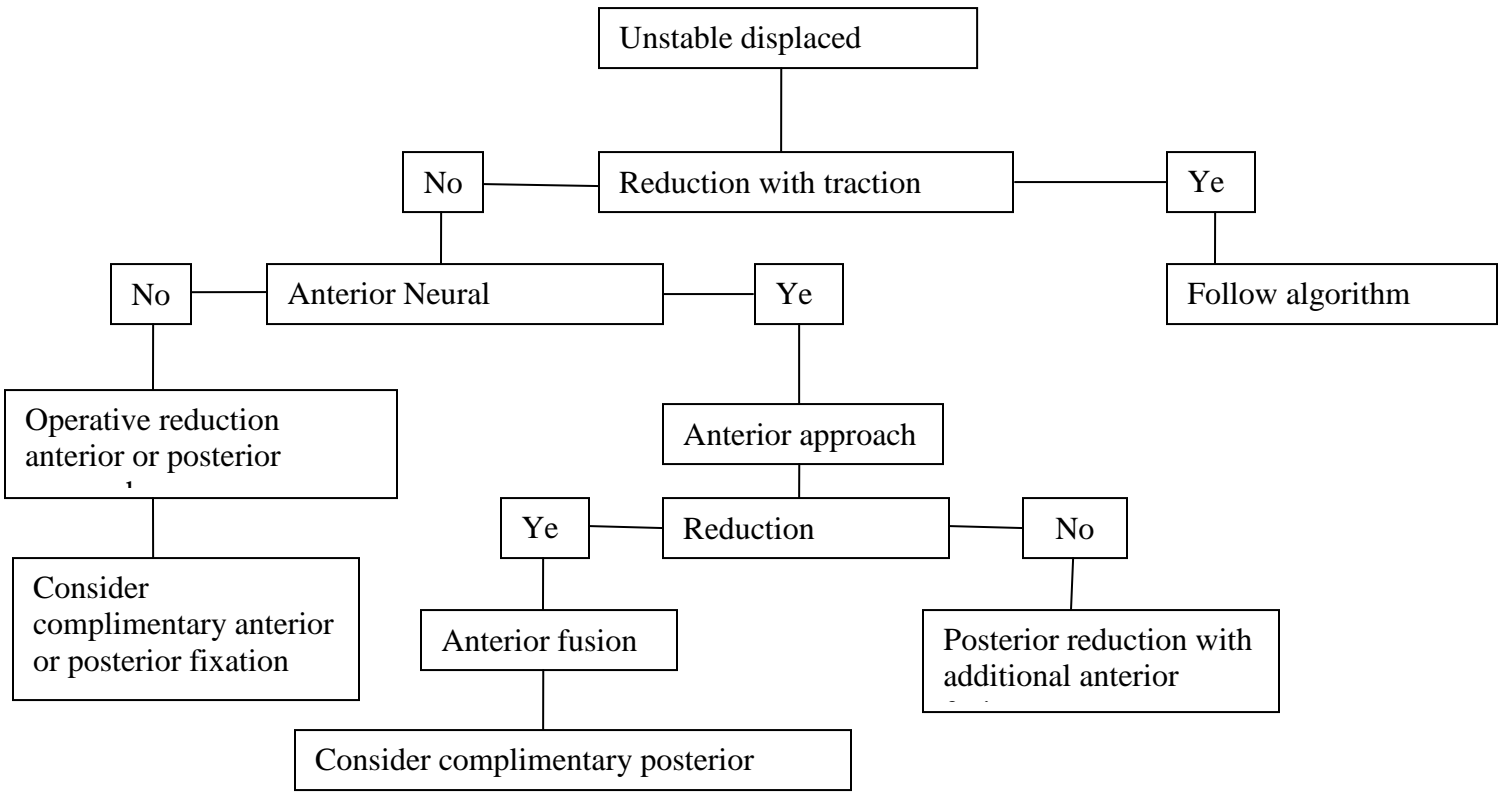 Unstable displaced
No
Reduction with traction
Ye
No
Anterior Neural
Ye
Follow algorithm
Operative reduction
anterior or posterior
Anterior approach
Ye
Reduction
No
Consider
complimentary anterior
or posterior fixation
Anterior fusion
Posterior reduction with
additional anterior
Consider complimentary posterior